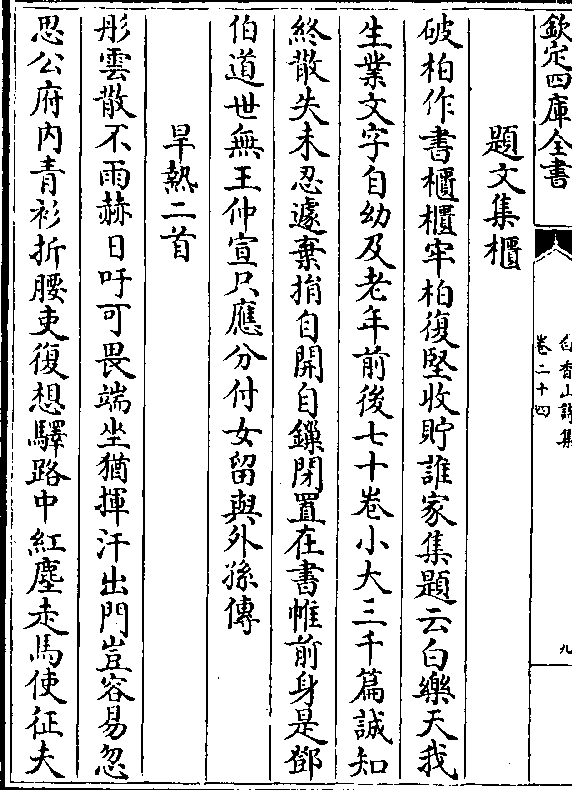 欽定四庫全書
白香山詩集
卷二十四
九
題文集櫃
破柏作書櫃櫃牢柏復堅收貯誰家集題云白樂天我
生業文字自幼及老年前後七十卷小大三千篇誠知
終散失未忍遽棄捐自開自鏁閉置在書帷前身是鄧
伯道世無王仲宣只應分付女留與外孫傳
旱熱二首
彤雲散不雨赫日吁可畏端坐猶揮汗出門豈容易忽
思公府内青衫折腰吏復想驛路中紅塵走馬使征夫